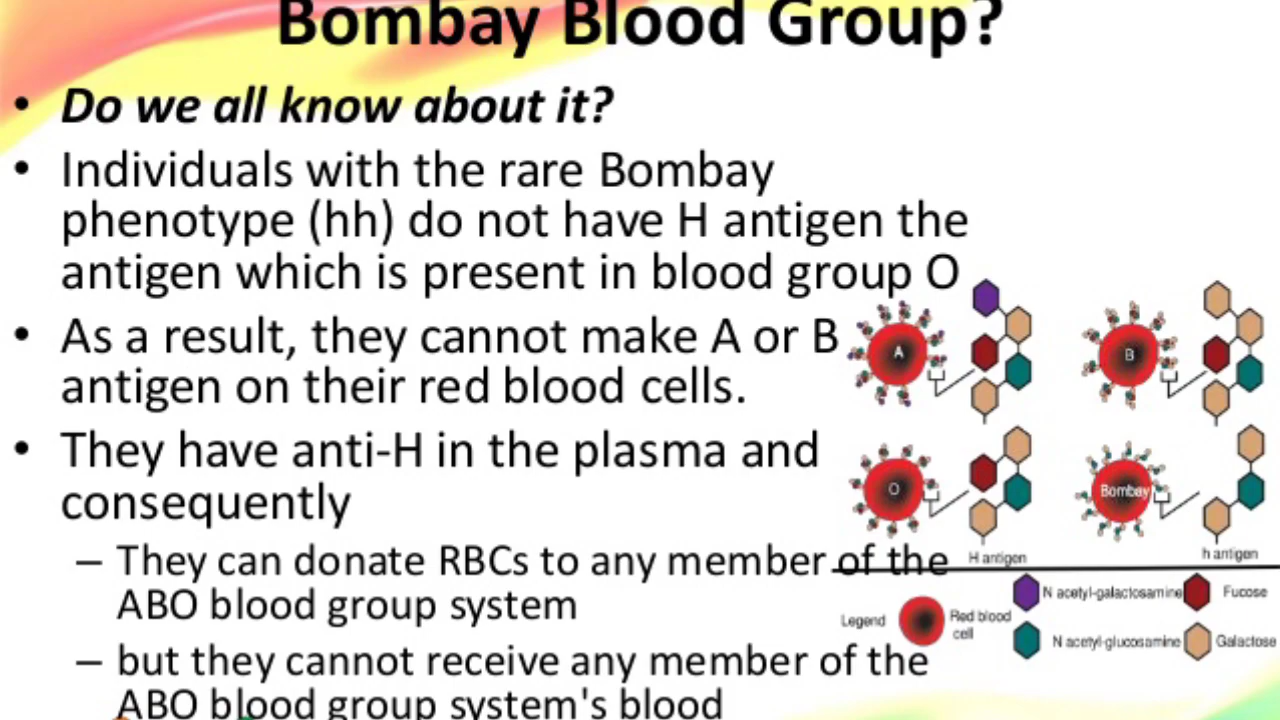 Bombay Blood Group?
• Do we all know about it?
• Individuals with the rare Bombay
phenotype (hh) do not have H antigen the
antigen which is present in blood group O
• As a result, they cannot make A or B
antigen on their red blood cells.
• They have anti-H in the plasma and
consequently
– They can donate RBCs to any member of the
ABO blood group system
– but they cannot receive any member of the
ABO blood group system's blood
A
B
O
Bombay
H antigen
h antigen
Legend
Red blood
cell
N acetyl-galactosamine
Fucose
N acetyl-glucosamine
Galactose